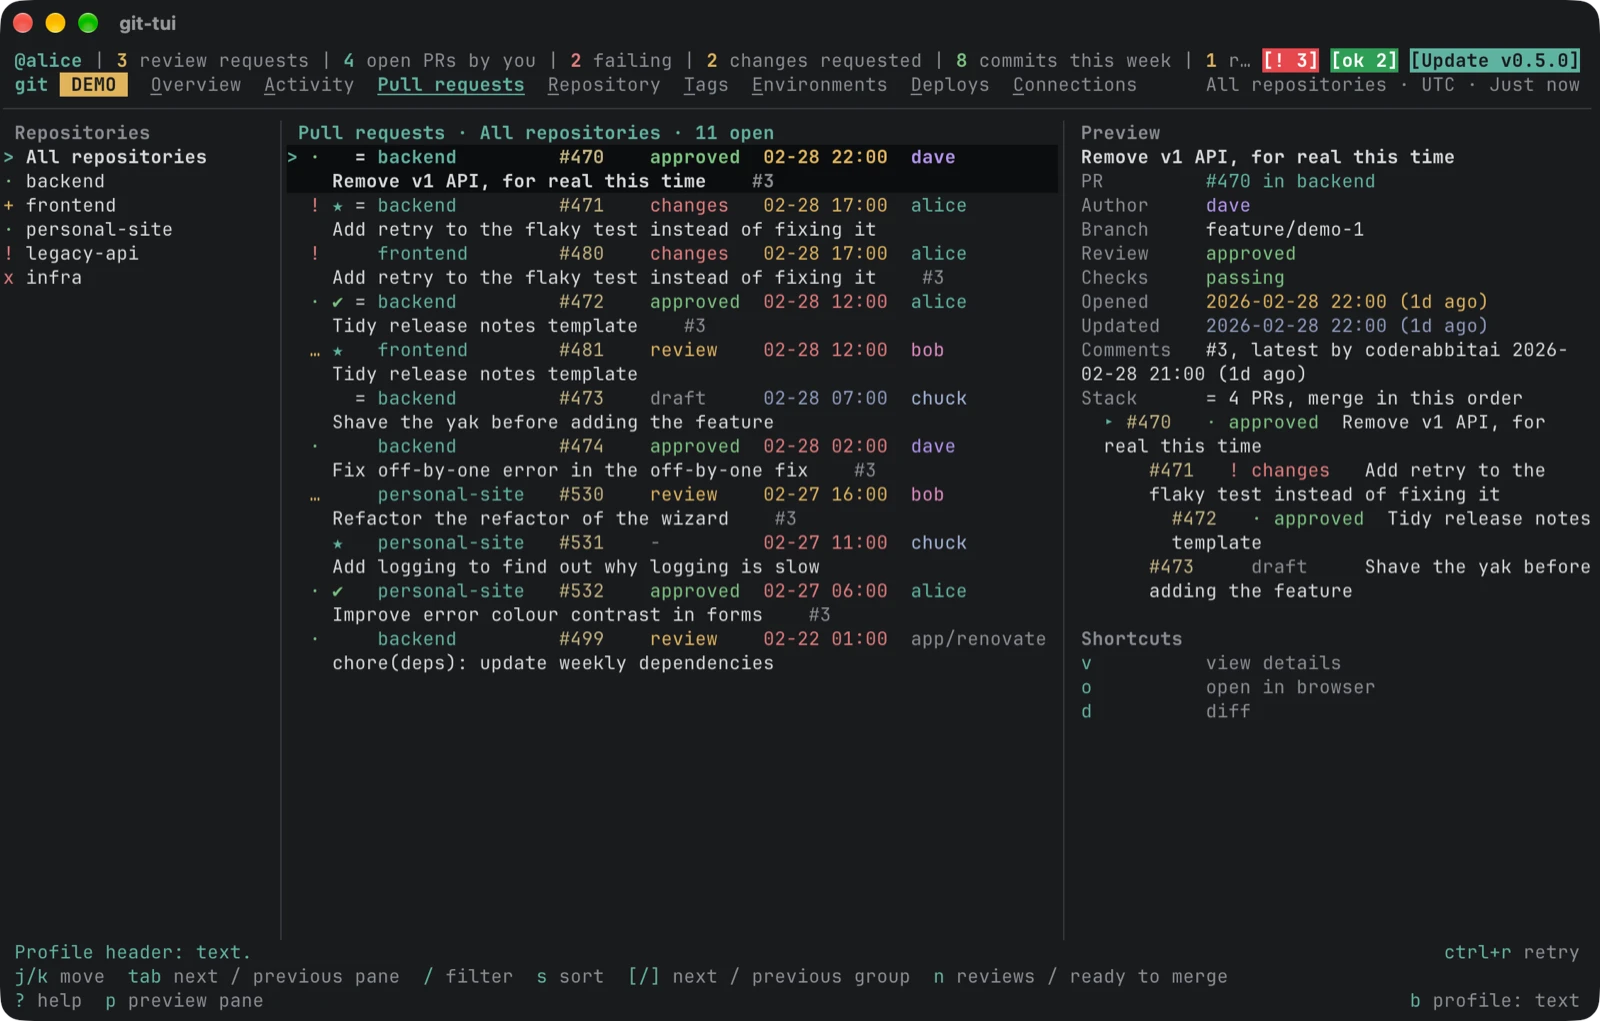 git-tui
@alice | 3 review requests | 4 open PRs by you | 2 failing | 2 changes requested | 8 commits this week | 1 r… [! 3] [ok 2] [Update v0.5.0]
git DEMO Overview Activity Pull requests Repository Tags Environments Deploys Connections All repositories · UTC · Just now
Repositories
> All repositories
· backend
+ frontend
· personal-site
! legacy-api
x infra
Pull requests · All repositories · 11 open
> · = backend #470 approved 02-28 22:00 dave
Remove v1 API, for real this time #3
! ★ = backend #471 changes 02-28 17:00 alice
Add retry to the flaky test instead of fixing it
! frontend #480 changes 02-28 17:00 alice
Add retry to the flaky test instead of fixing it #3
· ✔ = backend #472 approved 02-28 12:00 alice
Tidy release notes template #3
… ★ frontend #481 review 02-28 12:00 bob
Tidy release notes template
= backend #473 draft 02-28 07:00 chuck
Shave the yak before adding the feature
· backend #474 approved 02-28 02:00 dave
Fix off-by-one error in the off-by-one fix #3
… personal-site #530 review 02-27 16:00 bob
Refactor the refactor of the wizard #3
★ personal-site #531 - 02-27 11:00 chuck
Add logging to find out why logging is slow
· ✔ personal-site #532 approved 02-27 06:00 alice
Improve error colour contrast in forms #3
· backend #499 review 02-22 01:00 app/renovate
chore(deps): update weekly dependencies
Preview
Remove v1 API, for real this time
PR #470 in backend
Author dave
Branch feature/demo-1
Review approved
Checks passing
Opened 2026-02-28 22:00 (1d ago)
Updated 2026-02-28 22:00 (1d ago)
Comments #3, latest by coderabbitai 2026-
02-28 21:00 (1d ago)
Stack = 4 PRs, merge in this order
▸ #470 · approved Remove v1 API, for
real this time
#471 ! changes Add retry to the
flaky test instead of fixing it
#472 · approved Tidy release notes
template
#473 draft Shave the yak before
adding the feature
Shortcuts
v view details
o open in browser
d diff
Profile header: text. ctrl+r retry
j/k move tab next / previous pane / filter s sort [/] next / previous group n reviews / ready to merge
? help p preview pane b profile: text